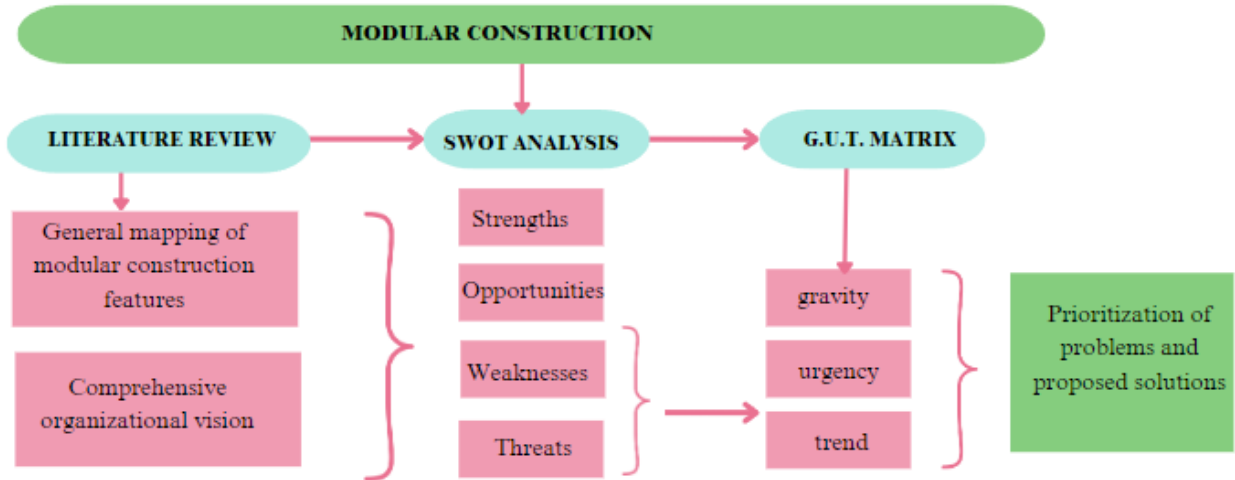 MODULAR CONSTRUCTION
LITERATURE REVIEW
SWOT ANALYSIS
G.U.T. MATRIX
General mapping of
modular construction
features
Comprehensive
organizational vision
Strengths
Opportunities
Weaknesses
Threats
gravity
urgency
trend
Prioritization of
problems and
proposed solutions